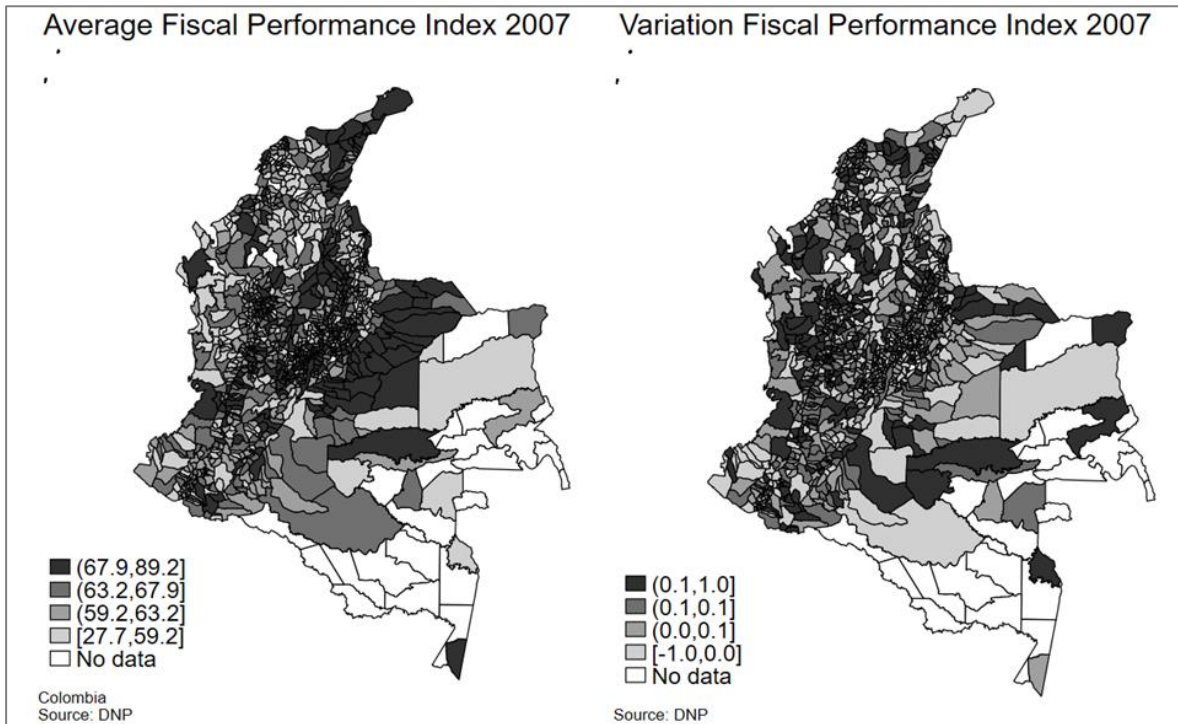 Average Fiscal Performance Index 2007
(67.9,89.2]
(63.2,67.9]
(59.2,63.2]
[27.7,59.2]
No data
Colombia
Source: DNP
Variation Fiscal Performance Index 2007
(0.1,1.0]
(0.1,0.1]
(0.0,0.1]
[-1.0,0.0]
No data
Source: DNP